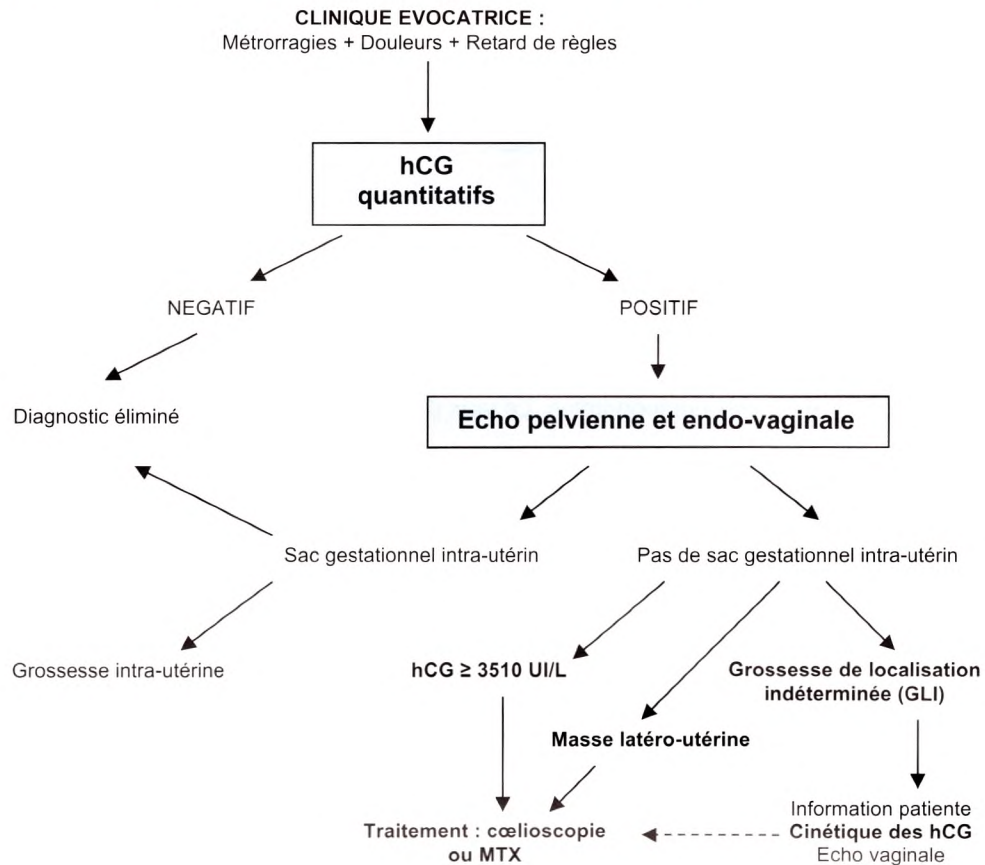 CLINIQUE EVOCATRICE :
Métrorragies + Douleurs + Retard de règles
hCG
quantitatifs
NEGATIF
POSITIF
Diagnostic éliminé
Echo pelvienne et endo-vaginale
Sac gestationnel intra-utérin
Pas de sac gestationnel intra-utérin
Grossesse intra-utérine
hCG ≥ 3510 UI/L
Grossesse de localisation
indéterminée (GLI)
Masse latéro-utérine
Traitement : cœlioscopie
ou MTX
Information patiente
Cinétique des hCG
Echo vaginale